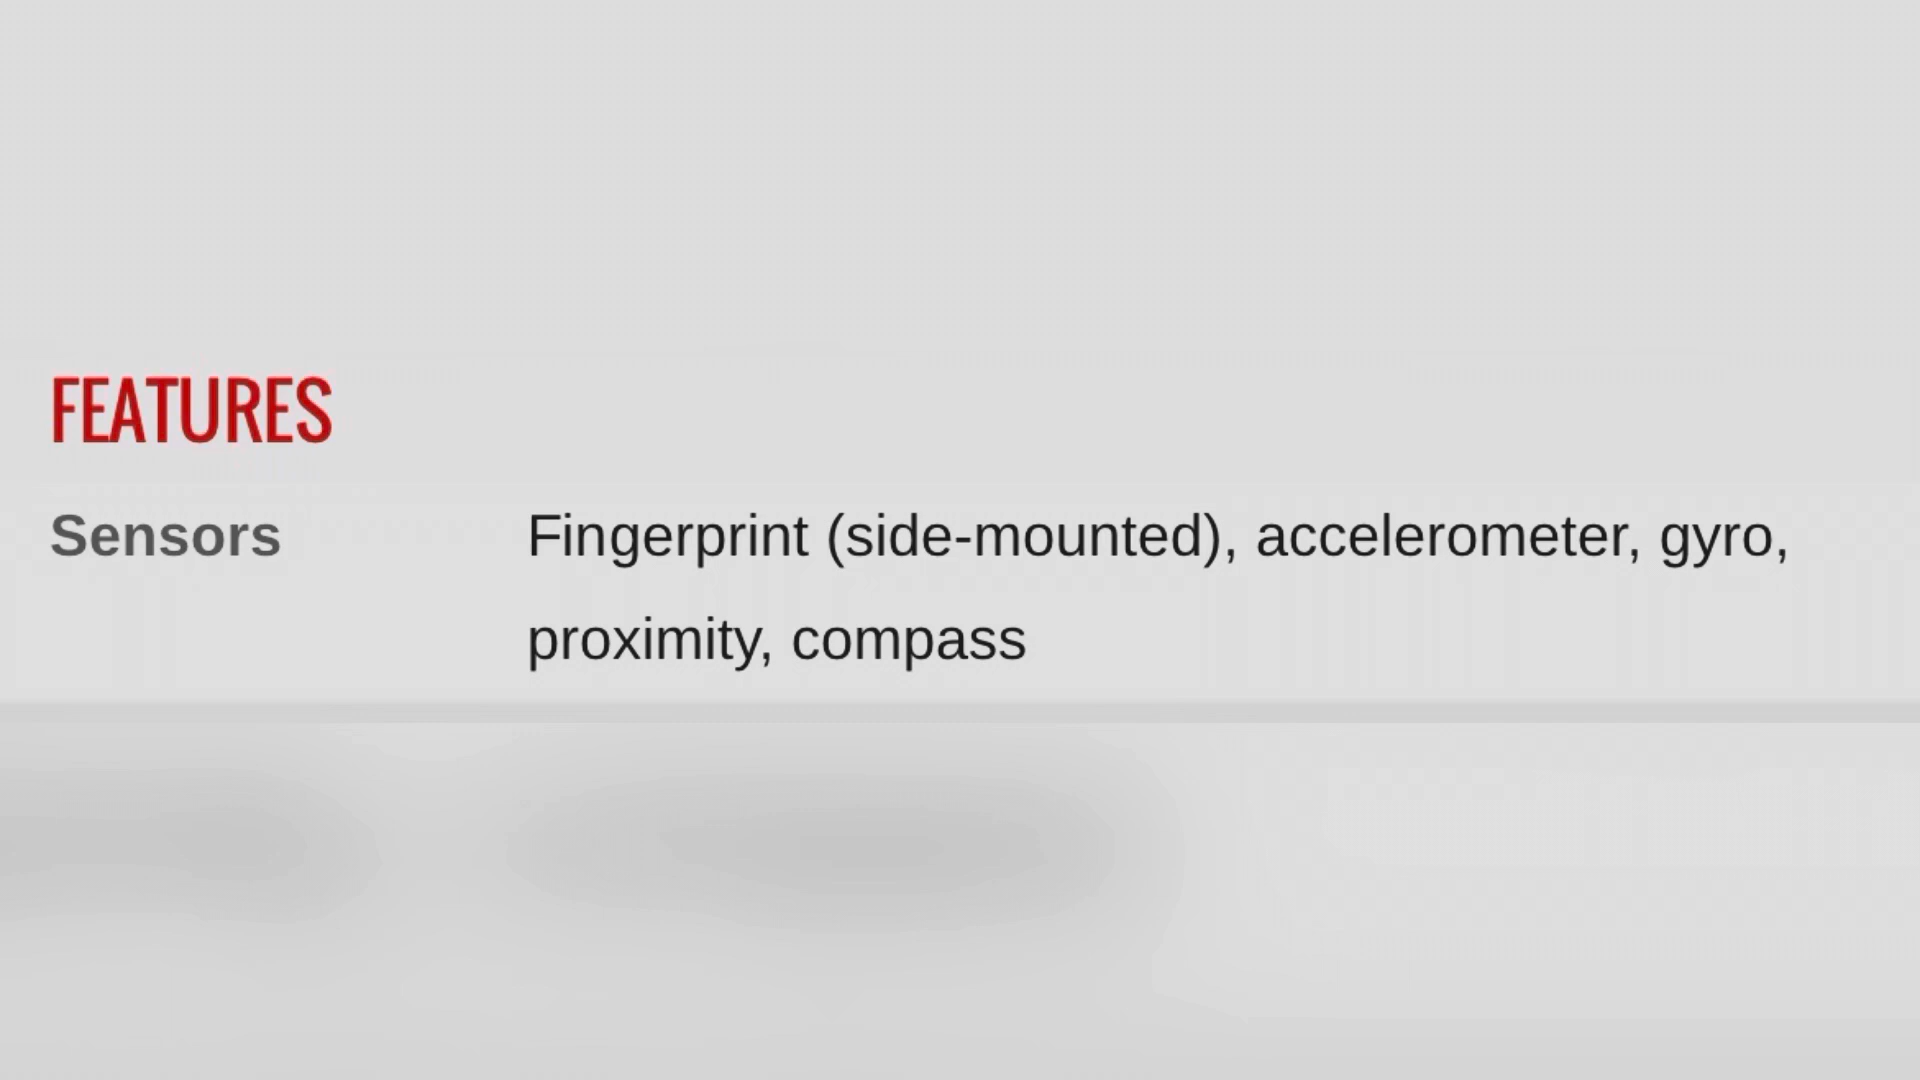 FEATURES
Sensors Fingerprint (side-mounted), accelerometer, gyro,
proximity, compass